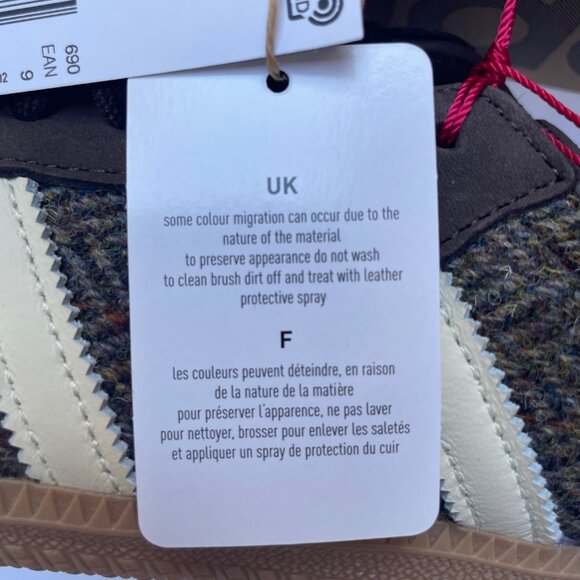 690
EAN
9
02
D
UK
some colour migration can occur due to the
nature of the material
to preserve appearance do not wash
to clean brush dirt off and treat with leather
protective spray
F
les couleurs peuvent déteindre, en raison
de la nature de la matière
pour préserver l'apparence, ne pas laver
pour nettoyer, brosser pour enlever les saletés
et appliquer un spray de protection du cuir